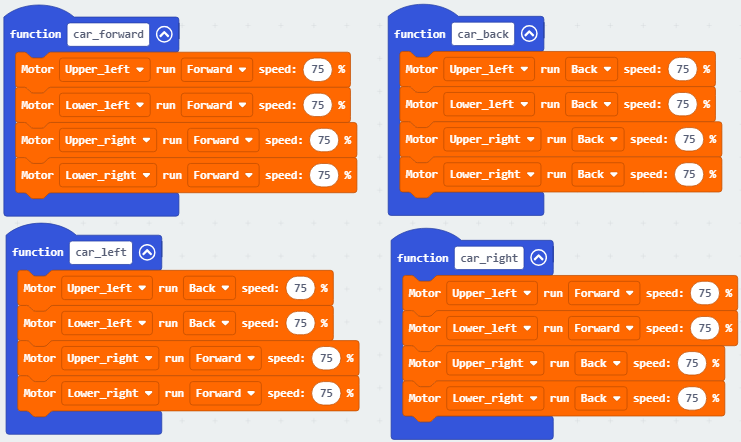 function car_forward
Motor Upper_left run Forward speed: 75 %
Motor Lower_left run Forward speed: 75 %
Motor Upper_right run Forward speed: 75 %
Motor Lower_right run Forward speed: 75 %
function car_back
Motor Upper_left run Back speed: 75 %
Motor Lower_left run Back speed: 75 %
Motor Upper_right run Back speed: 75 %
Motor Lower_right run Back speed: 75 %
function car_left
Motor Upper_left run Back speed: 75 %
Motor Lower_left run Back speed: 75 %
Motor Upper_right run Forward speed: 75 %
Motor Lower_right run Forward speed: 75 %
function car_right
Motor Upper_left run Forward speed: 75 %
Motor Lower_left run Forward speed: 75 %
Motor Upper_right run Back speed: 75 %
Motor Lower_right run Back speed: 75 %